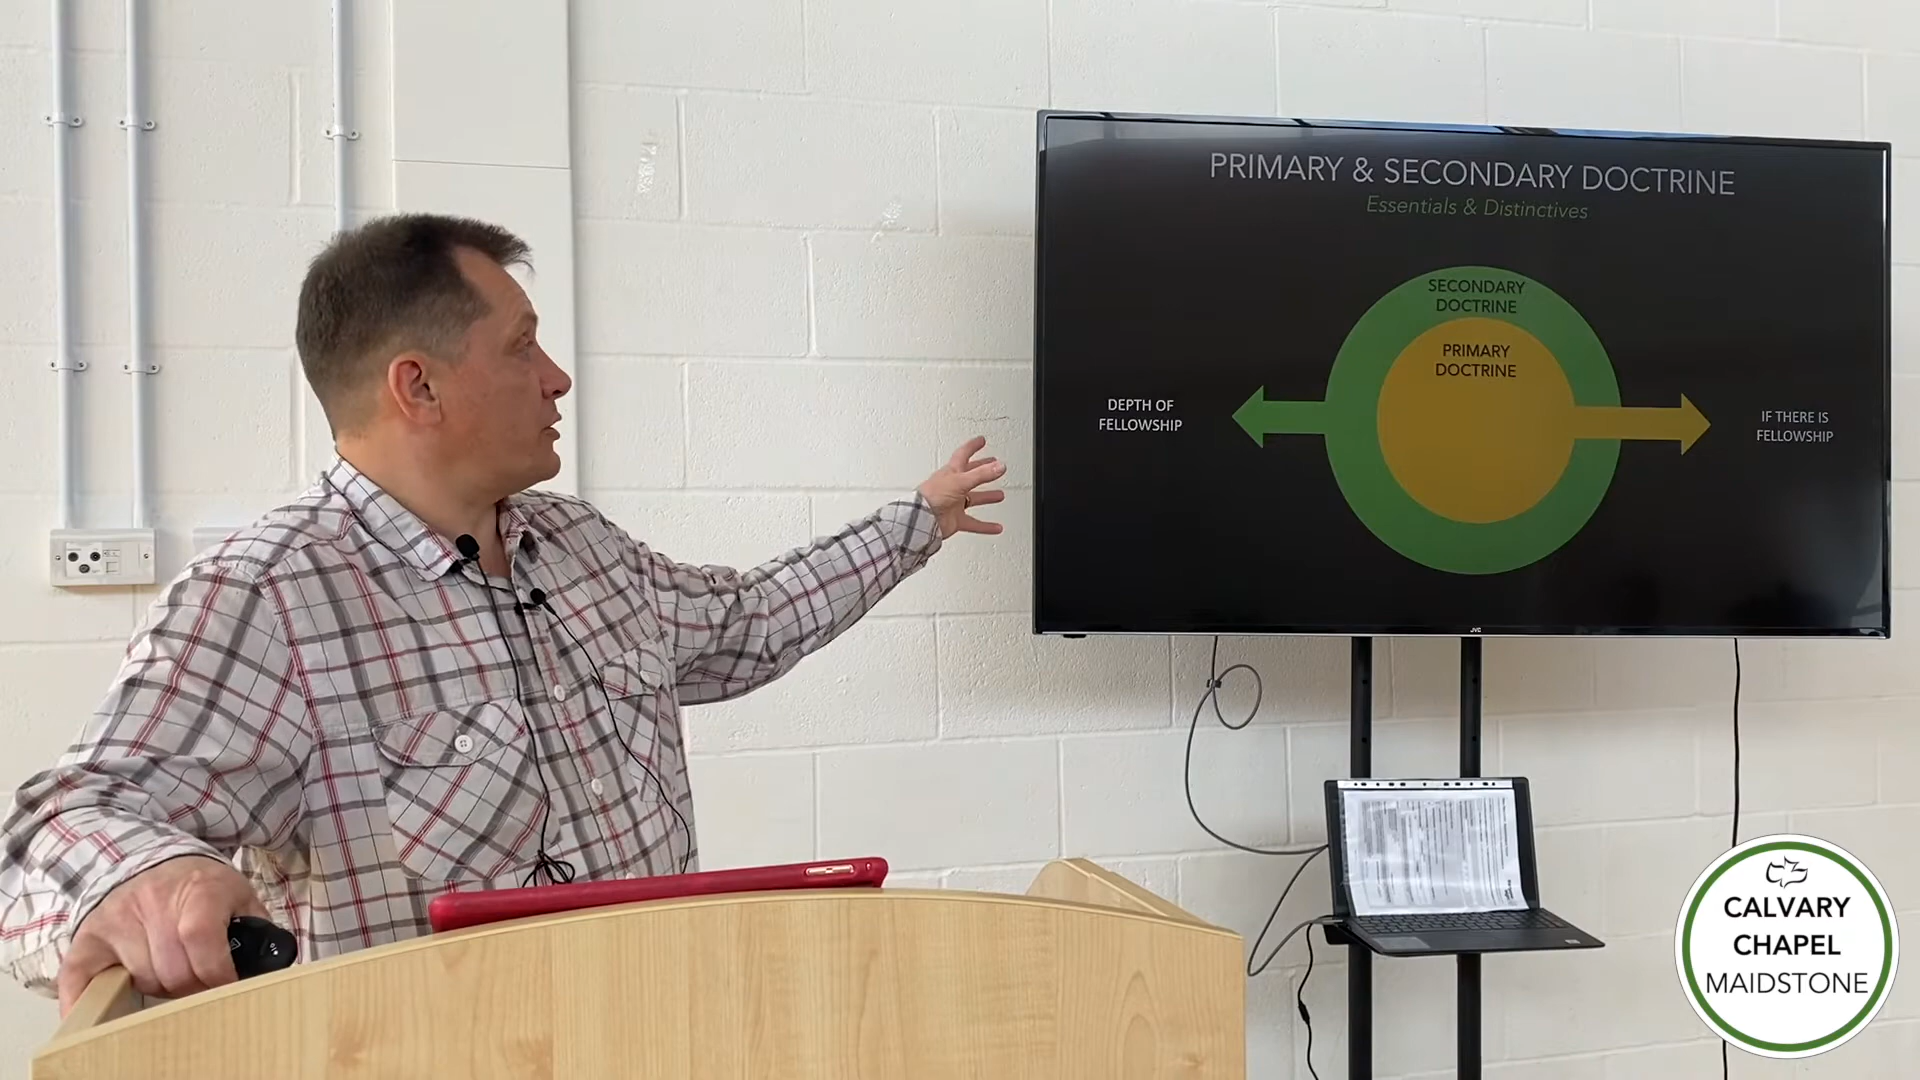 PRIMARY & SECONDARY DOCTRINE
Essentials & Distinctives
SECONDARY
DOCTRINE
PRIMARY
DOCTRINE
DEPTH OF
FELLOWSHIP
IF THERE IS
FELLOWSHIP
JVC
CALVARY
CHAPEL
MAIDSTONE